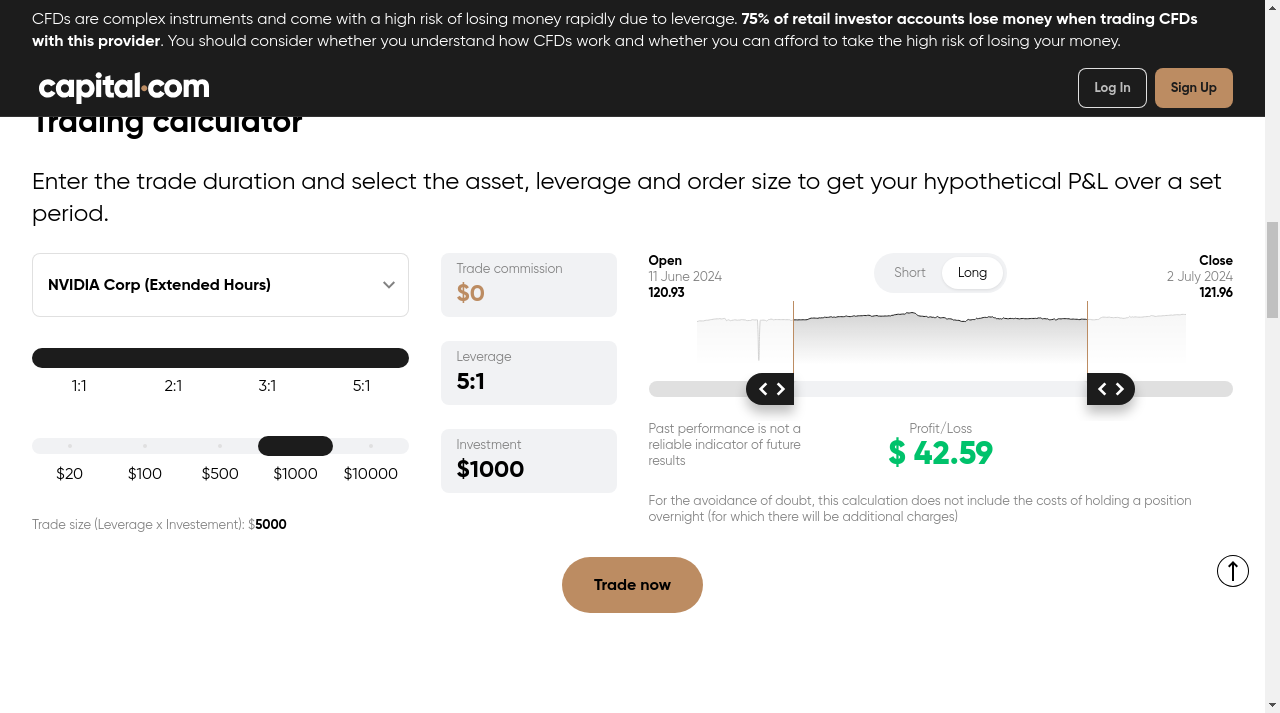 CFDs are complex instruments and come with a high risk of losing money rapidly due to leverage. 75% of retail investor accounts lose money when trading CFDs
with this provider. You should consider whether you understand how CFDs work and whether you can afford to take the high risk of losing your money.
capital.com
Log In
Sign Up
Trading calculator
Enter the trade duration and select the asset, leverage and order size to get your hypothetical P&L over a set
period.
NVIDIA Corp (Extended Hours)
1:1
2:1
3:1
5:1
$20
$100
$500
$1000
$10000
Trade size (Leverage x Investement): $5000
Trade commission
$0
Leverage
5:1
Investment
$1000
Open
11 June 2024
120.93
Short
Long
Close
2 July 2024
121.96
Past performance is not a
reliable indicator of future
results
Profit/Loss
$ 42.59
For the avoidance of doubt, this calculation does not include the costs of holding a position
overnight (for which there will be additional charges)
Trade now